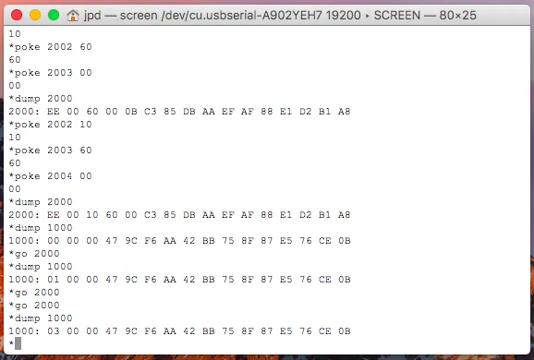 jpd — screen /dev/cu.usbserial-A902YEH7 19200 ▸ SCREEN — 80×25
10
*poke 2002 60
60
*poke 2003 00
00
*dump 2000
2000: EE 00 60 00 0B C3 85 DB AA EF AF 88 E1 D2 B1 A8
*poke 2002 10
10
*poke 2003 60
60
*poke 2004 00
00
*dump 2000
2000: EE 00 10 60 00 C3 85 DB AA EF AF 88 E1 D2 B1 A8
*dump 1000
1000: 00 00 00 47 9C F6 AA 42 BB 75 8F 87 E5 76 CE 0B
*go 2000
*dump 1000
1000: 01 00 00 47 9C F6 AA 42 BB 75 8F 87 E5 76 CE 0B
*go 2000
*go 2000
*dump 1000
1000: 03 00 00 47 9C F6 AA 42 BB 75 8F 87 E5 76 CE 0B
*